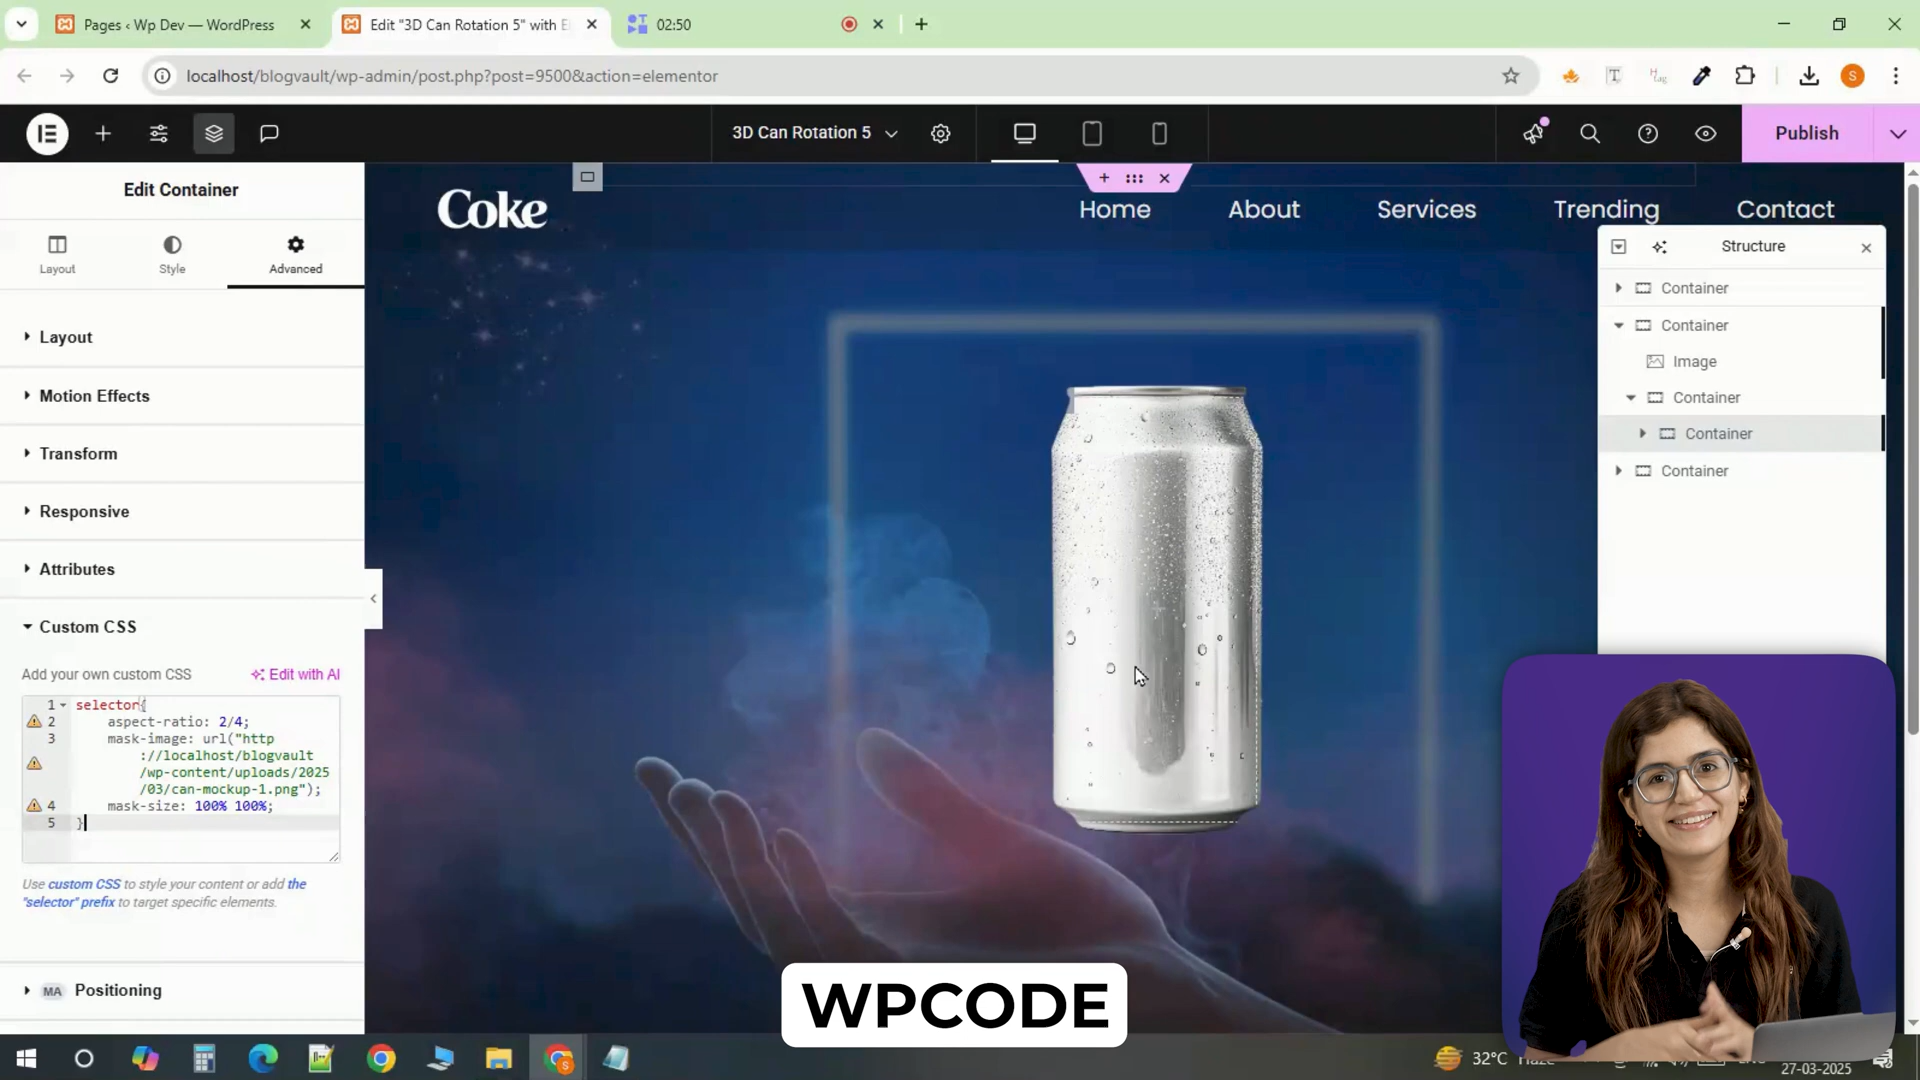 Pages ‹ Wp Dev — WordPress
Edit "3D Can Rotation 5" with E
02:50
localhost/blogvault/wp-admin/post.php?post=9500&action=elementor
S
3D Can Rotation 5
Publish
Edit Container
Layout
Style
Advanced
Layout
Motion Effects
Transform
Responsive
Attributes
Custom CSS
Add your own custom CSS
Edit with AI
1
selector{
2
aspect-ratio: 2/4;
3
mask-image: url("http
://localhost/blogvault
/wp-content/uploads/2025
/03/can-mockup-1.png");
4
mask-size: 100% 100%;
5
}
Use custom CSS to style your content or add the
"selector" prefix to target specific elements.
MA Positioning
Coke
Home
About
Services
Trending
Contact
Structure
Container
Container
Image
Container
Container
Container
WPCODE
32°C
27-03-2025